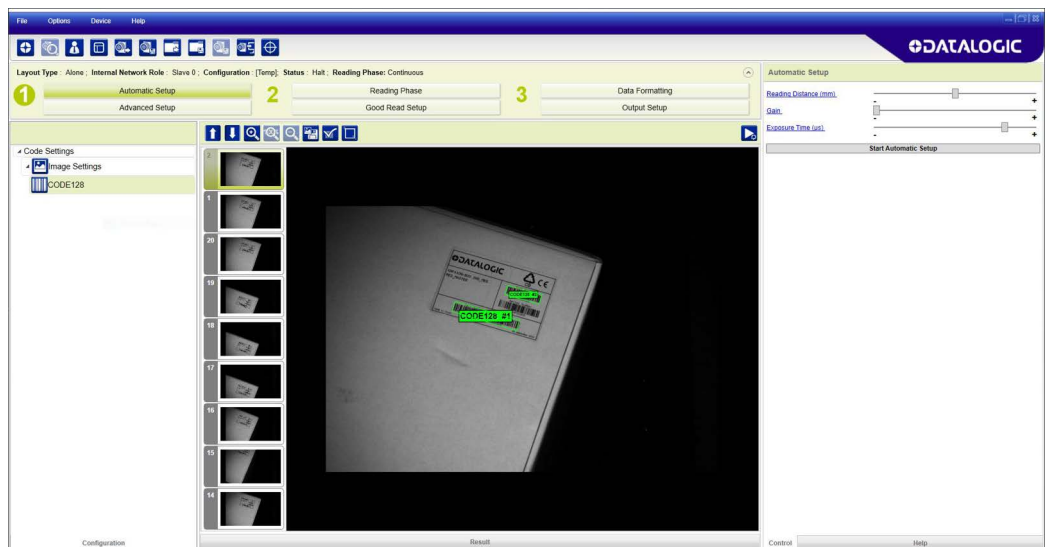 File Options Device Help
DATALOGIC
Layout Type : Alone ; Internal Network Role : Slave 0 ; Configuration : [Temp]; Status : Halt ; Reading Phase: Continuous
Automatic Setup
1 Automatic Setup 2 Reading Phase 3 Data Formatting
Advanced Setup Good Read Setup Output Setup
Reading Distance (mm)
- +
Gain
- +
Exposure Time (µs)
- +
Start Automatic Setup
Code Settings
Image Settings
CODE128
1
20
19
18
17
16
15
14
DATALOGIC
CE
CODE128 #2
CODE128 #1
Configuration Result Control Help